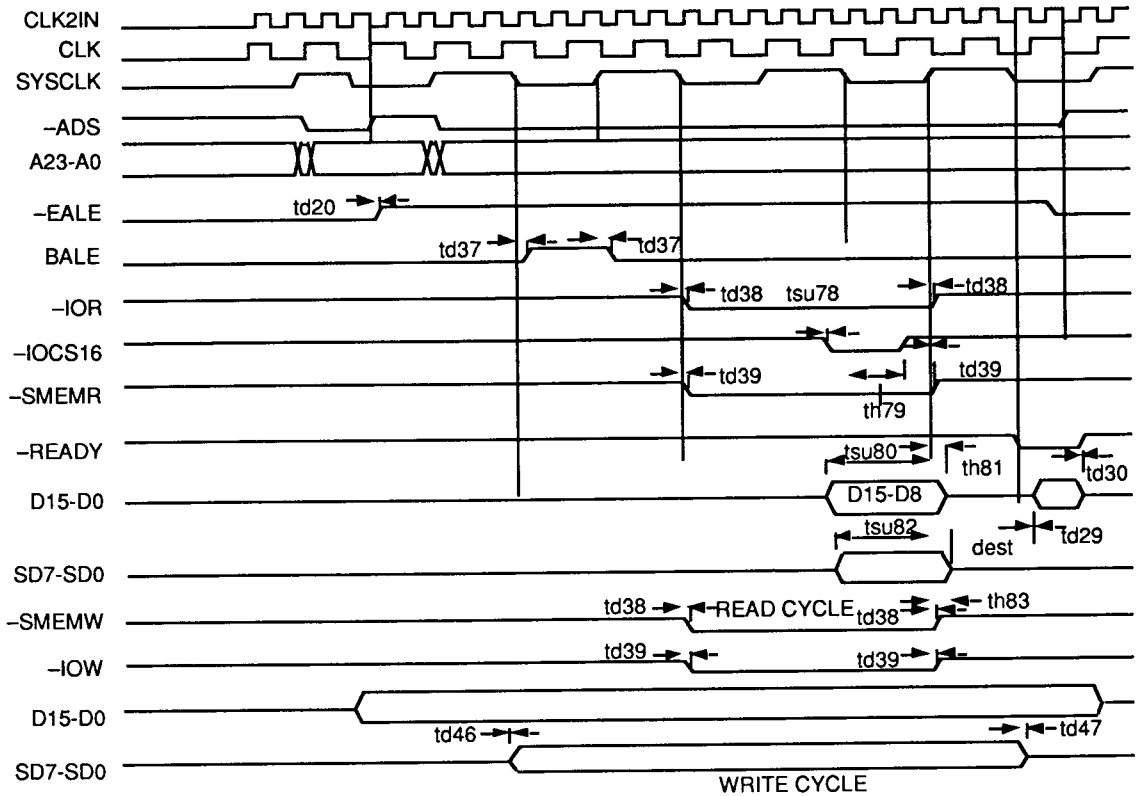 CLK2IN
CLK
SYSCLK
–ADS
A23-A0
–EALE
td20
BALE
td37
td37
–IOR
td38
tsu78
td38
–IOCS16
–SMEMR
td39
td39
th79
–READY
tsu80
th81
td30
D15-D0
D15-D8
tsu82
dest
td29
SD7-SD0
–SMEMW
td38
READ CYCLE
td38
th83
–IOW
td39
td39
D15-D0
td46
td47
SD7-SD0
WRITE CYCLE